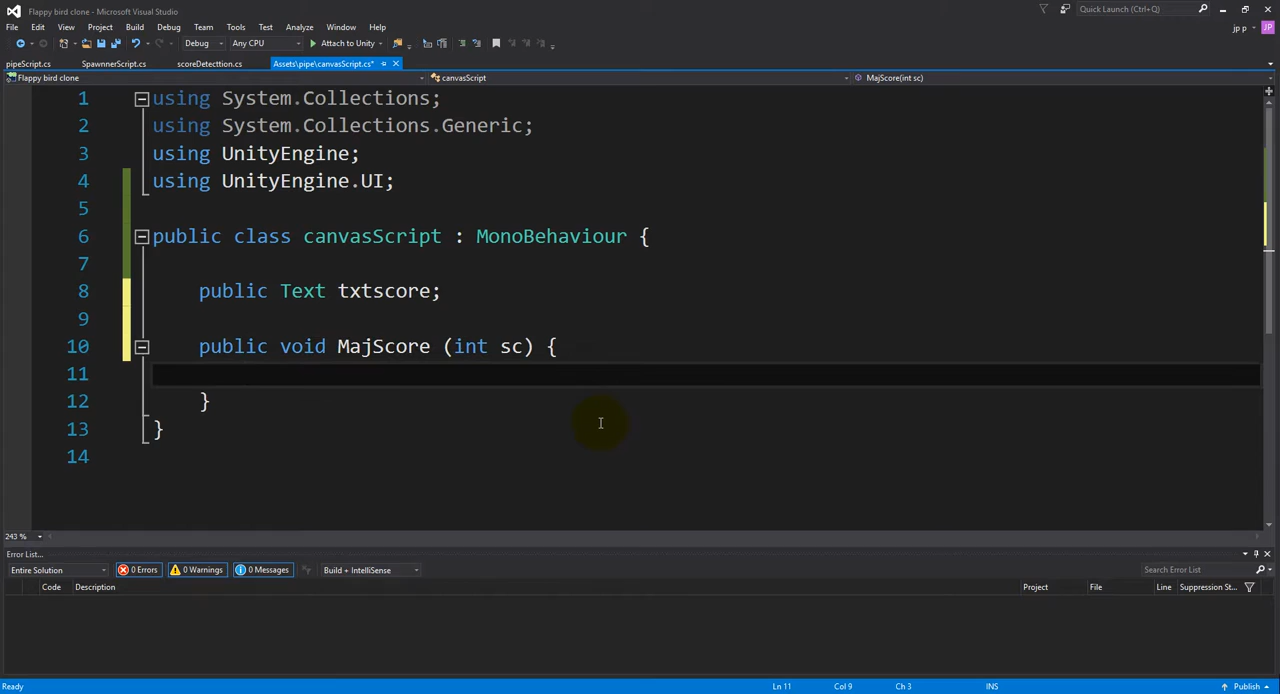 Flappy bird clone - Microsoft Visual Studio
Quick Launch (Ctrl+Q)
File Edit View Project Build Debug Team Tools Test Analyze Window Help
jp p JP
Debug Any CPU Attach to Unity
pipeScript.cs SpawnnerScript.cs scoreDetecttion.cs Assets\pipe\canvasScript.cs*
Flappy bird clone canvasScript MajScore(int sc)
1 using System.Collections;
2 using System.Collections.Generic;
3 using UnityEngine;
4 using UnityEngine.UI;
5
6 public class canvasScript : MonoBehaviour {
7
8 public Text txtscore;
9
10 public void MajScore (int sc) {
11
12 }
13 }
14
243 %
Error List...
Entire Solution 0 Errors 0 Warnings 0 Messages Build + IntelliSense Search Error List
Code Description Project File Line Suppression St...
Ready Ln 11 Col 9 Ch 3 INS Publish